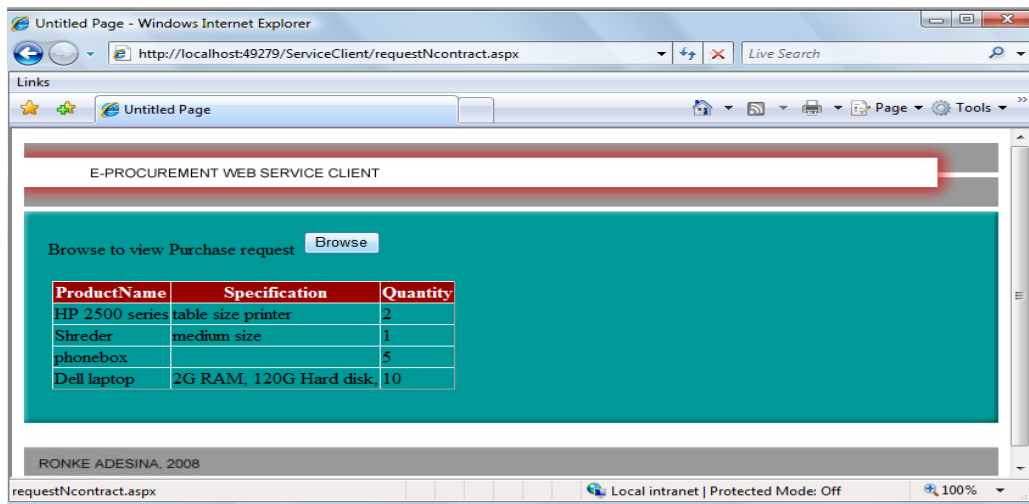 Untitled Page - Windows Internet Explorer
http://localhost:49279/ServiceClient/requestNcontract.aspx
Live Search
Links
Untitled Page
Page
Tools
E-PROCUREMENT WEB SERVICE CLIENT
Browse to view Purchase request Browse
ProductName Specification Quantity
HP 2500 series table size printer 2
Shreder medium size 1
phonebox 5
Dell laptop 2G RAM, 120G Hard disk, 10
RONKE ADESINA, 2008
requestNcontract.aspx
Local intranet | Protected Mode: Off
100%